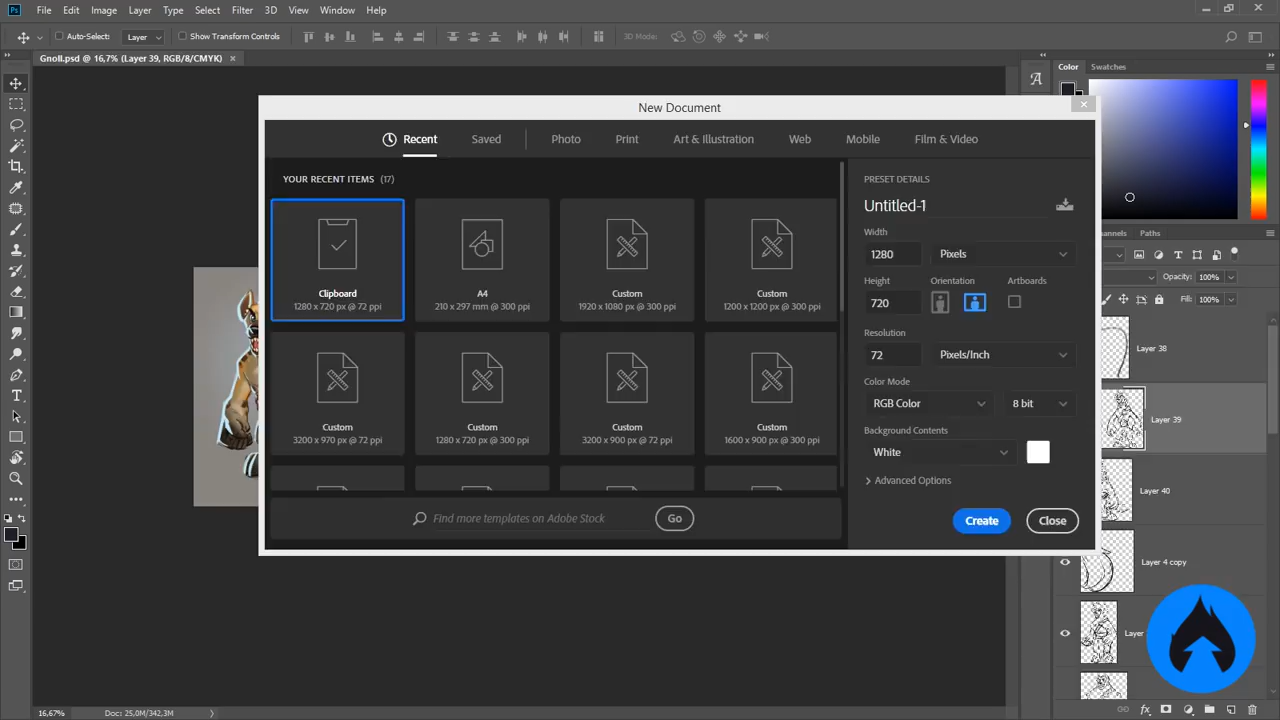 Ps File Edit Image Layer Type Select Filter 3D View Window Help
Auto-Select: Layer Show Transform Controls 3D Mode:
Gnoll.psd @ 16,7% (Layer 39, RGB/8/CMYK) ×
Color Swatches
New Document
Recent Saved Photo Print Art & Illustration Web Mobile Film & Video
YOUR RECENT ITEMS (17)
Clipboard
1280 x 720 px @ 72 ppi
A4
210 x 297 mm @ 300 ppi
Custom
1920 x 1080 px @ 300 ppi
Custom
1200 x 1200 px @ 300 ppi
Custom
3200 x 970 px @ 72 ppi
Custom
1280 x 720 px @ 300 ppi
Custom
3200 x 900 px @ 72 ppi
Custom
1600 x 900 px @ 300 ppi
Find more templates on Adobe Stock Go
PRESET DETAILS
Untitled-1
Width
1280 Pixels
Height Orientation Artboards
720
Resolution
72 Pixels/Inch
Color Mode
RGB Color 8 bit
Background Contents
White
Advanced Options
Create Close
annels Paths
Opacity: 100%
Fill: 100%
Layer 38
Layer 39
Layer 40
Layer 4 copy
Layer
16,67% Doc: 25,0M/342,3M